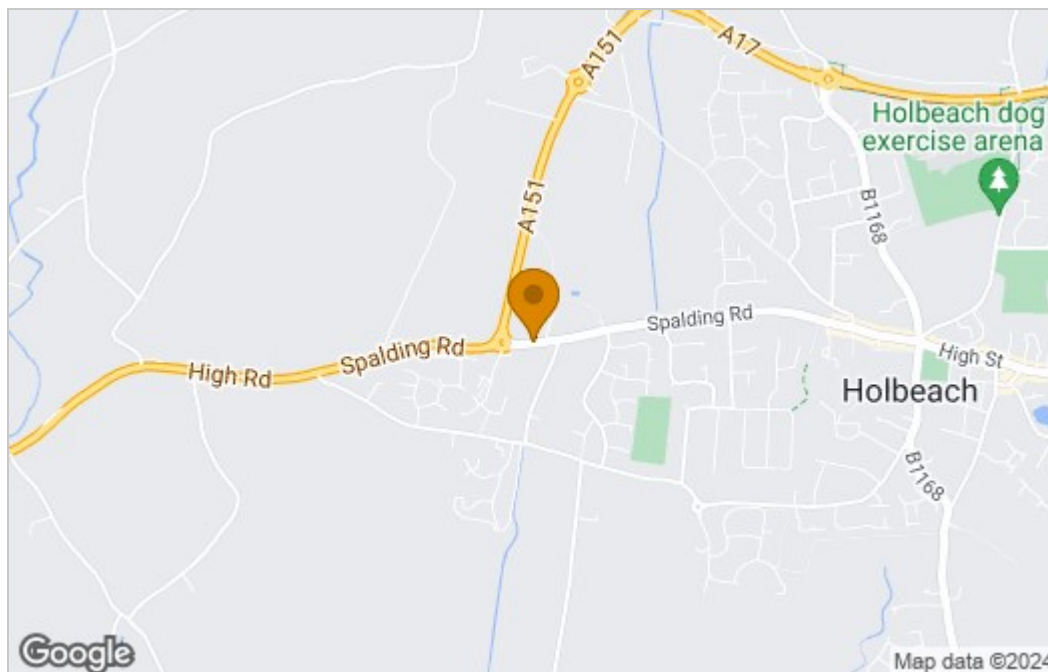 A151
A17
Holbeach dog
exercise arena
A151
B1168
Spalding Rd
Spalding Rd
High Rd
High St
Holbeach
B1168
Google
Map data ©2024